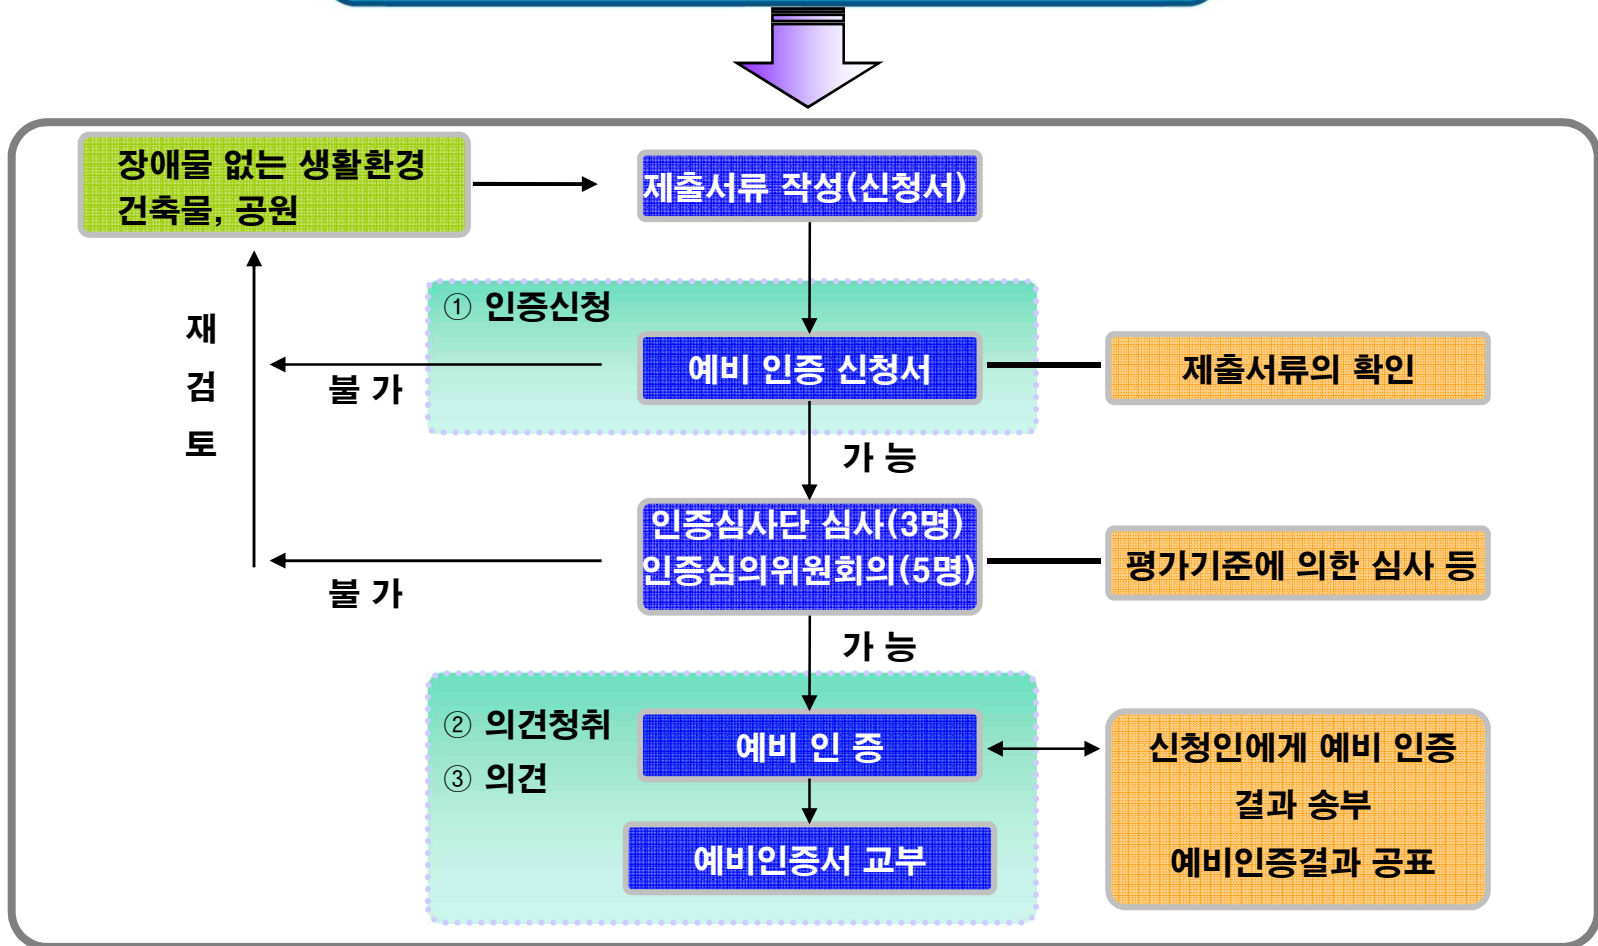 장애물 없는 생활환경
건축물, 공원
제출서류 작성(신청서)
① 인증신청
예비 인증 신청서
제출서류의 확인
재
검
토
불 가
가 능
인증심사단 심사(3명)
인증심의위원회의(5명)
평가기준에 의한 심사 등
불 가
가 능
② 의견청취
③ 의견
예비 인 증
신청인에게 예비 인증
결과 송부
예비인증결과 공표
예비인증서 교부